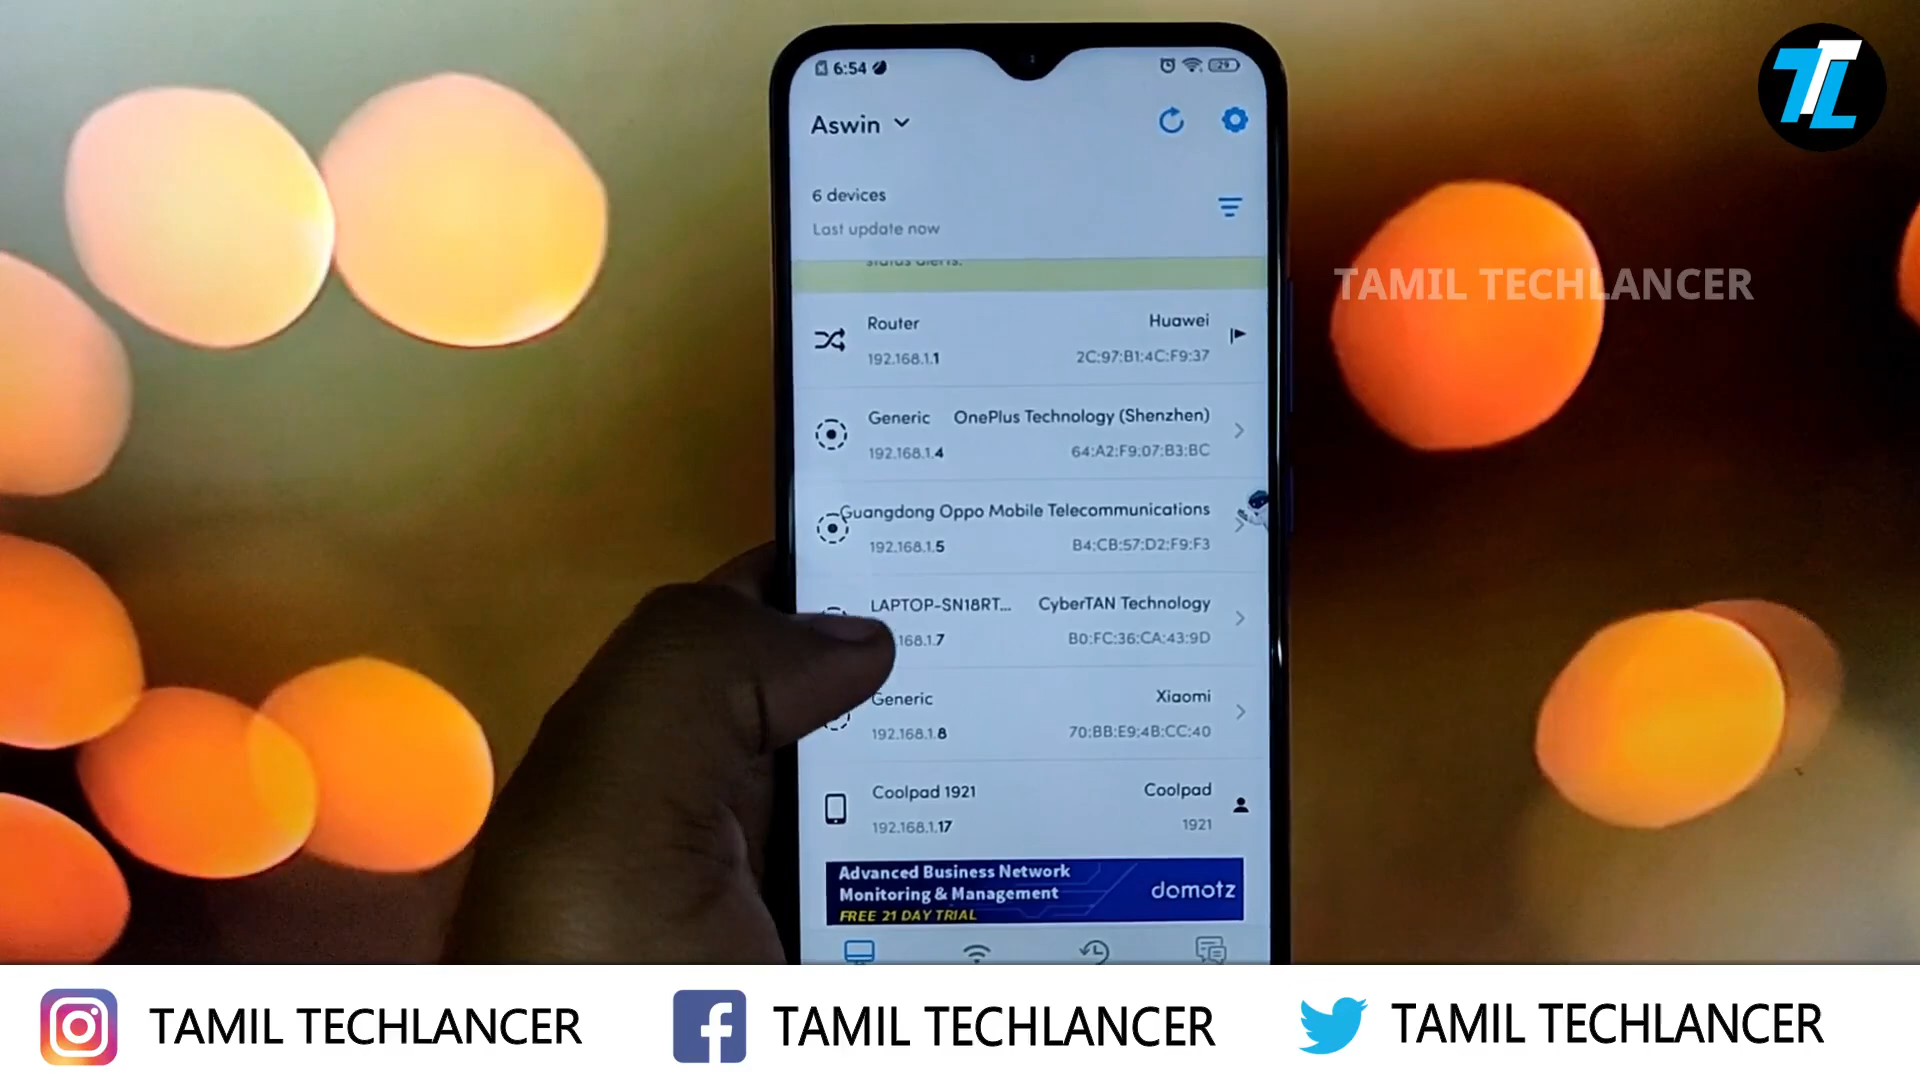 TL
6:54
29
Aswin
6 devices
Last update now
status alerts.
Router Huawei
192.168.1.1 2C:97:B1:4C:F9:37
Generic OnePlus Technology (Shenzhen)
192.168.1.4 64:A2:F9:07:B3:BC
Guangdong Oppo Mobile Telecommunications
192.168.1.5 B4:CB:57:D2:F9:F3
LAPTOP-SN18RT... CyberTAN Technology
168.1.7 B0:FC:36:CA:43:9D
Generic Xiaomi
192.168.1.8 70:BB:E9:4B:CC:40
Coolpad 1921 Coolpad
192.168.1.17 1921
Advanced Business Network
Monitoring & Management
domotz
FREE 21 DAY TRIAL
TAMIL TECHLANCER
TAMIL TECHLANCER
TAMIL TECHLANCER
TAMIL TECHLANCER